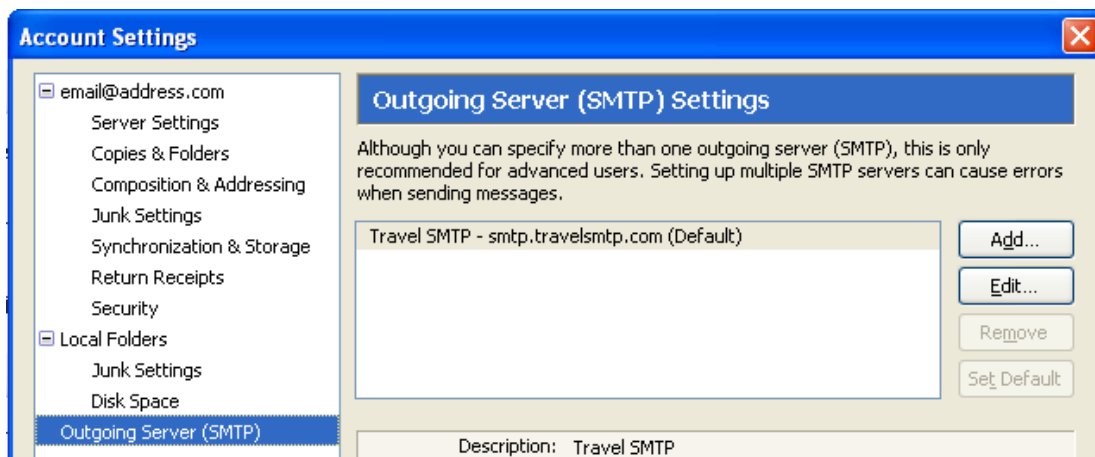 Account Settings
email@address.com
Server Settings
Copies & Folders
Composition & Addressing
Junk Settings
Synchronization & Storage
Return Receipts
Security
Local Folders
Junk Settings
Disk Space
Outgoing Server (SMTP)
Outgoing Server (SMTP) Settings
Although you can specify more than one outgoing server (SMTP), this is only
recommended for advanced users. Setting up multiple SMTP servers can cause errors
when sending messages.
Travel SMTP - smtp.travelsmtp.com (Default)
Add...
Edit...
Remove
Set Default
Description: Travel SMTP